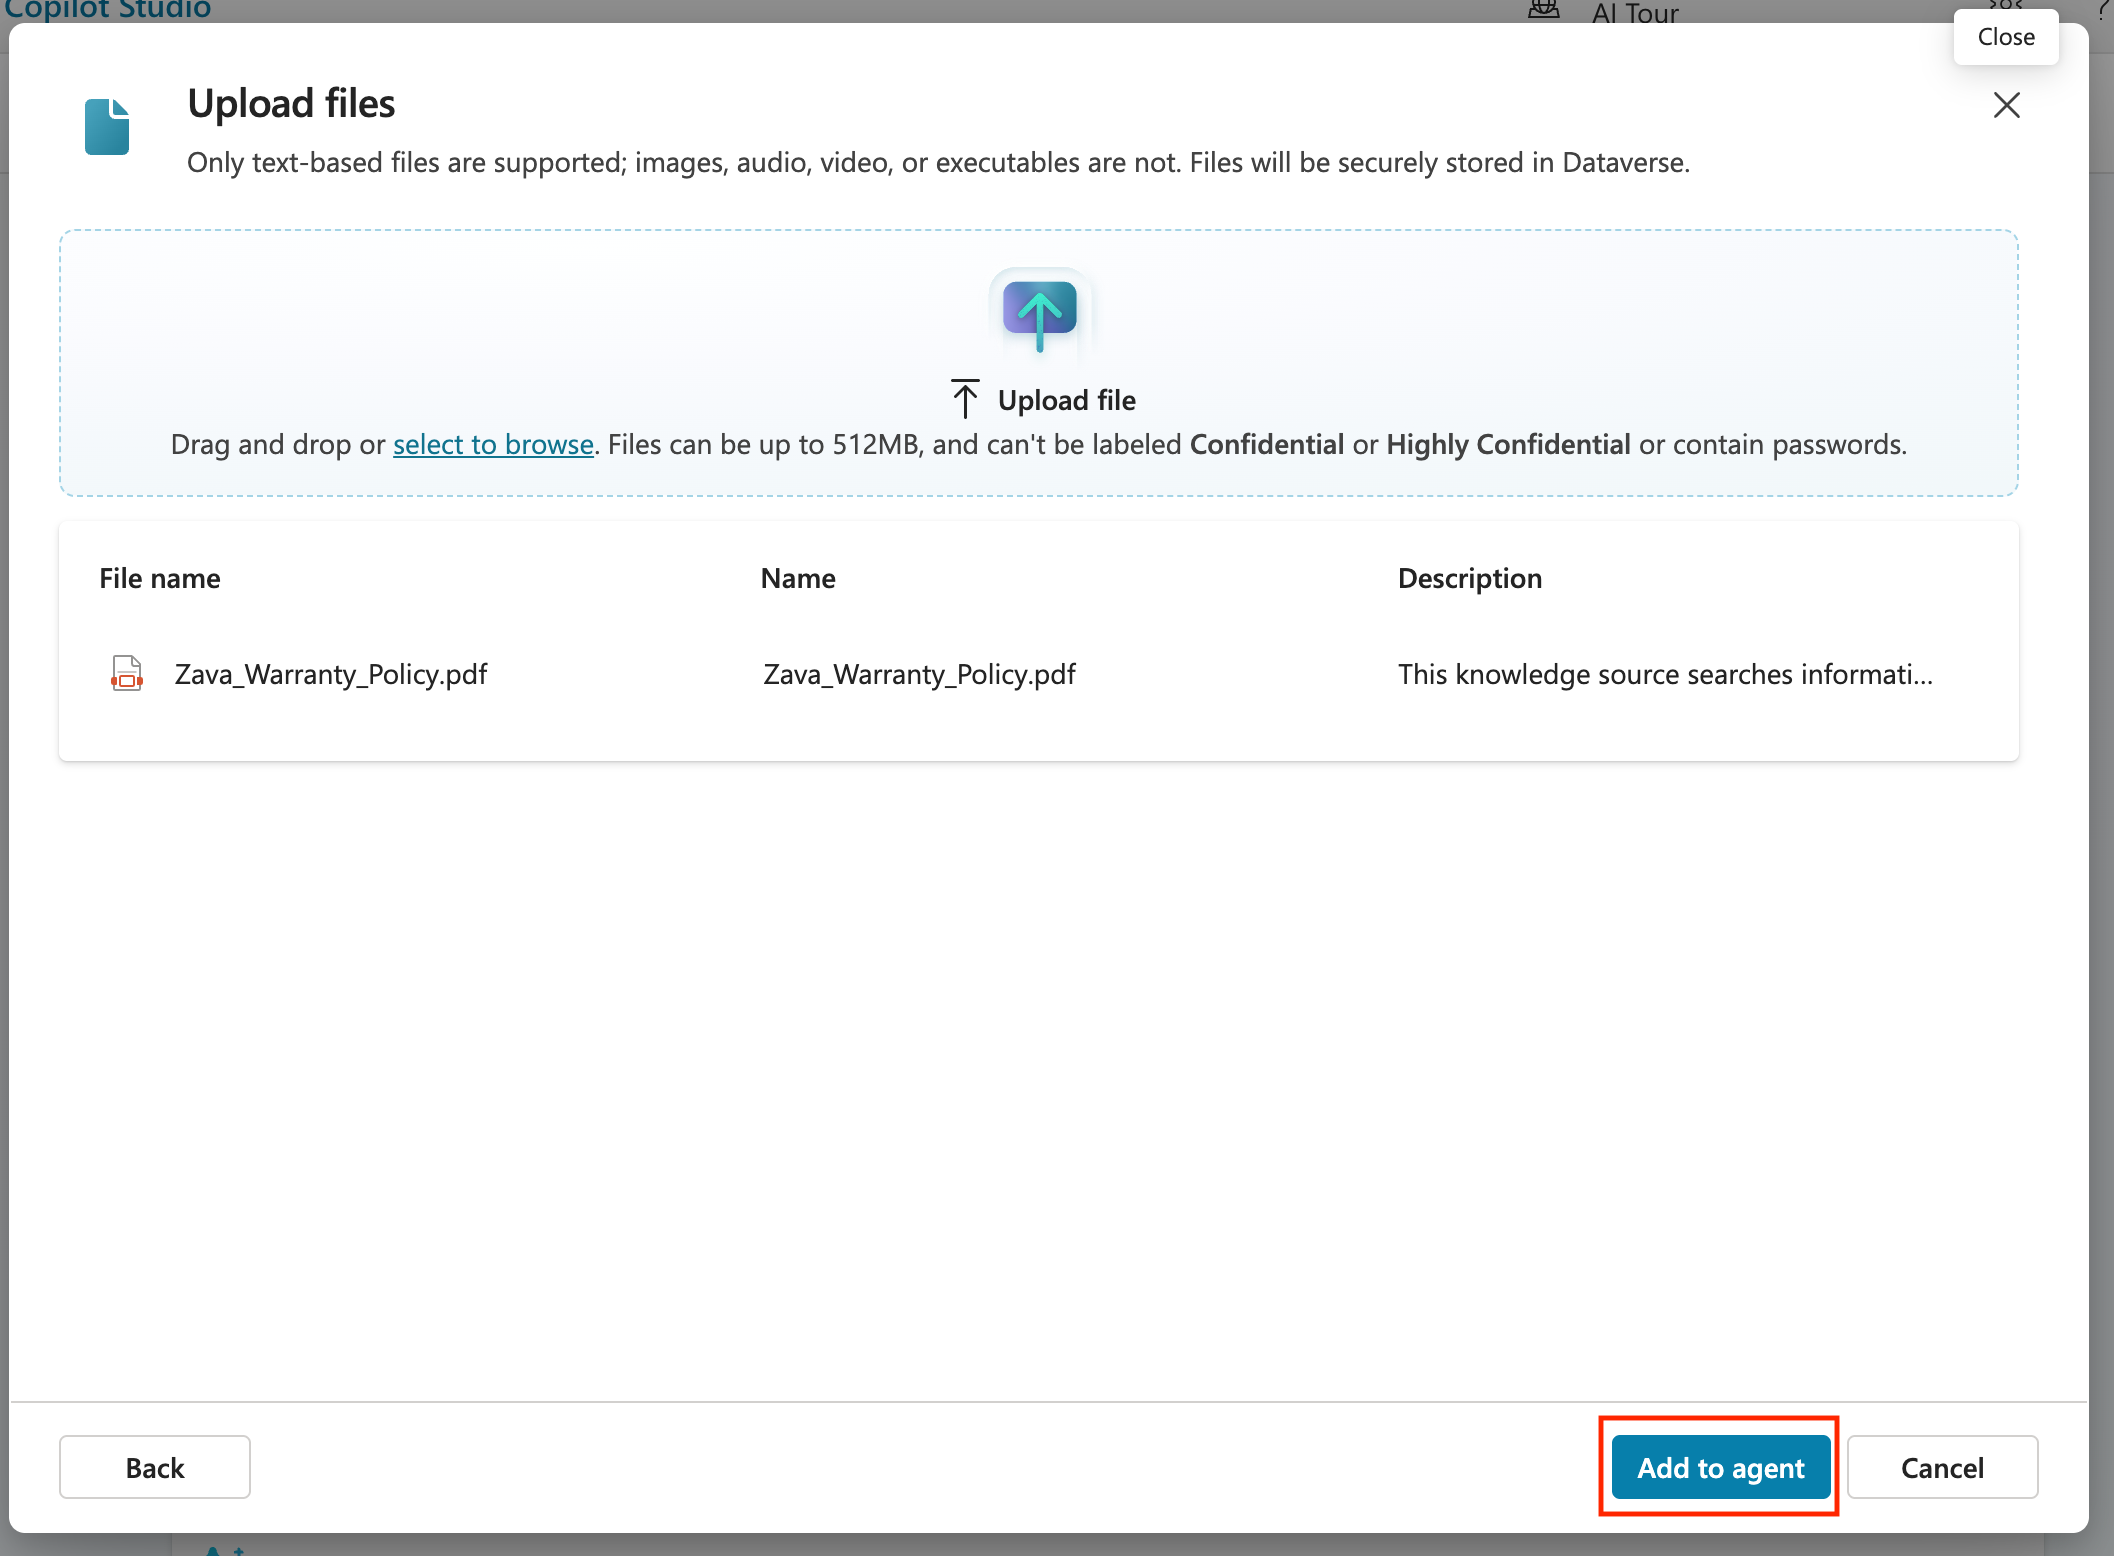 Copilot Studio
AI Tour
?
Close
Upload files
Only text-based files are supported; images, audio, video, or executables are not. Files will be securely stored in Dataverse.
Upload file
Drag and drop or select to browse. Files can be up to 512MB, and can't be labeled Confidential or Highly Confidential or contain passwords.
File name Name Description
Zava_Warranty_Policy.pdf Zava_Warranty_Policy.pdf This knowledge source searches informati...
Back
Add to agent
Cancel